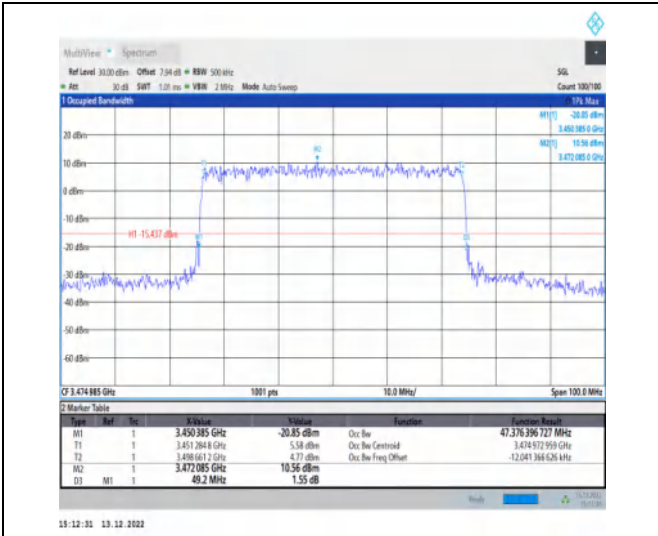 MultiView Spectrum
Ref Level 30.00 dBm Offset 7.94 dB RBW 500 kHz SGL
Att 30 dB SWT 1.01 ms VBW 2 MHz Mode Auto Sweep Count 100/100
1 Occupied Bandwidth 1Pk Max
M1[1] -20.85 dBm
3.450 385 0 GHz
M2[1] 10.56 dBm
3.472 085 0 GHz
20 dBm
M2
10 dBm
0 dBm
-10 dBm
H1 -15.437 dBm
-20 dBm
-30 dBm
-40 dBm
-50 dBm
-60 dBm
CF 3.474 985 GHz 1001 pts 10.0 MHz/ Span 100.0 MHz
2 Marker Table
Type Ref Trc X-Value Y-Value Function Function Result
M1 1 3.450 385 GHz -20.85 dBm Occ Bw 47.376 396 727 MHz
T1 1 3.451 284 8 GHz 5.58 dBm Occ Bw Centroid 3.474 972 959 GHz
T2 1 3.498 661 2 GHz 4.77 dBm Occ Bw Freq Offset -12.041 366 626 kHz
M2 1 3.472 085 GHz 10.56 dBm
D3 M1 1 49.2 MHz 1.55 dB
Ready
15:12:31 13.12.2022